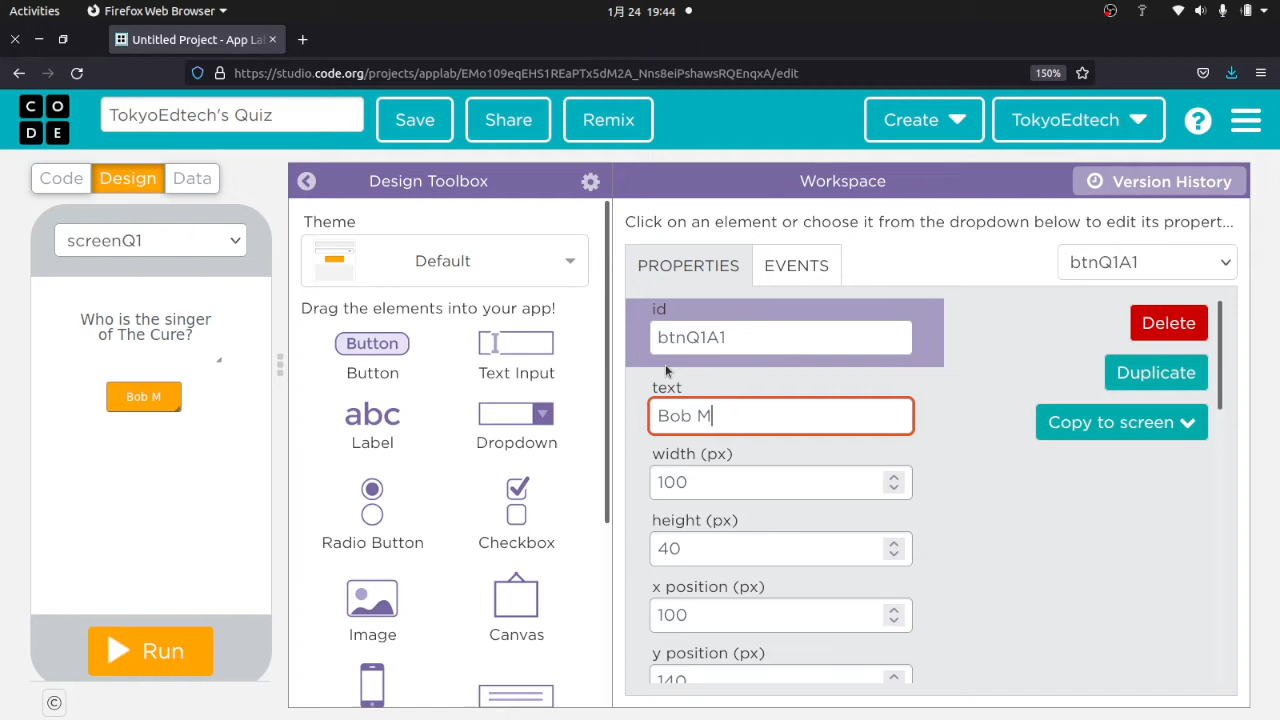 Activities
Firefox Web Browser
1月 24 19:44
Untitled Project - App La
https://studio.code.org/projects/applab/EMo109eqEHS1REaPTx5dM2A_Nns8eiPshawsRQEnqxA/edit
150%
C O
D E
TokyoEdtech's Quiz
Save
Share
Remix
Create
TokyoEdtech
?
Code
Design
Data
Design Toolbox
Workspace
Version History
screenQ1
Who is the singer
of The Cure?
Bob M
Run
©
Theme
Default
Drag the elements into your app!
Button
Button
Text Input
abc
Label
Dropdown
Radio Button
Checkbox
Image
Canvas
Click on an element or choose it from the dropdown below to edit its propert...
PROPERTIES
EVENTS
btnQ1A1
id
btnQ1A1
Delete
Duplicate
Copy to screen
text
Bob M
width (px)
100
height (px)
40
x position (px)
100
y position (px)
140